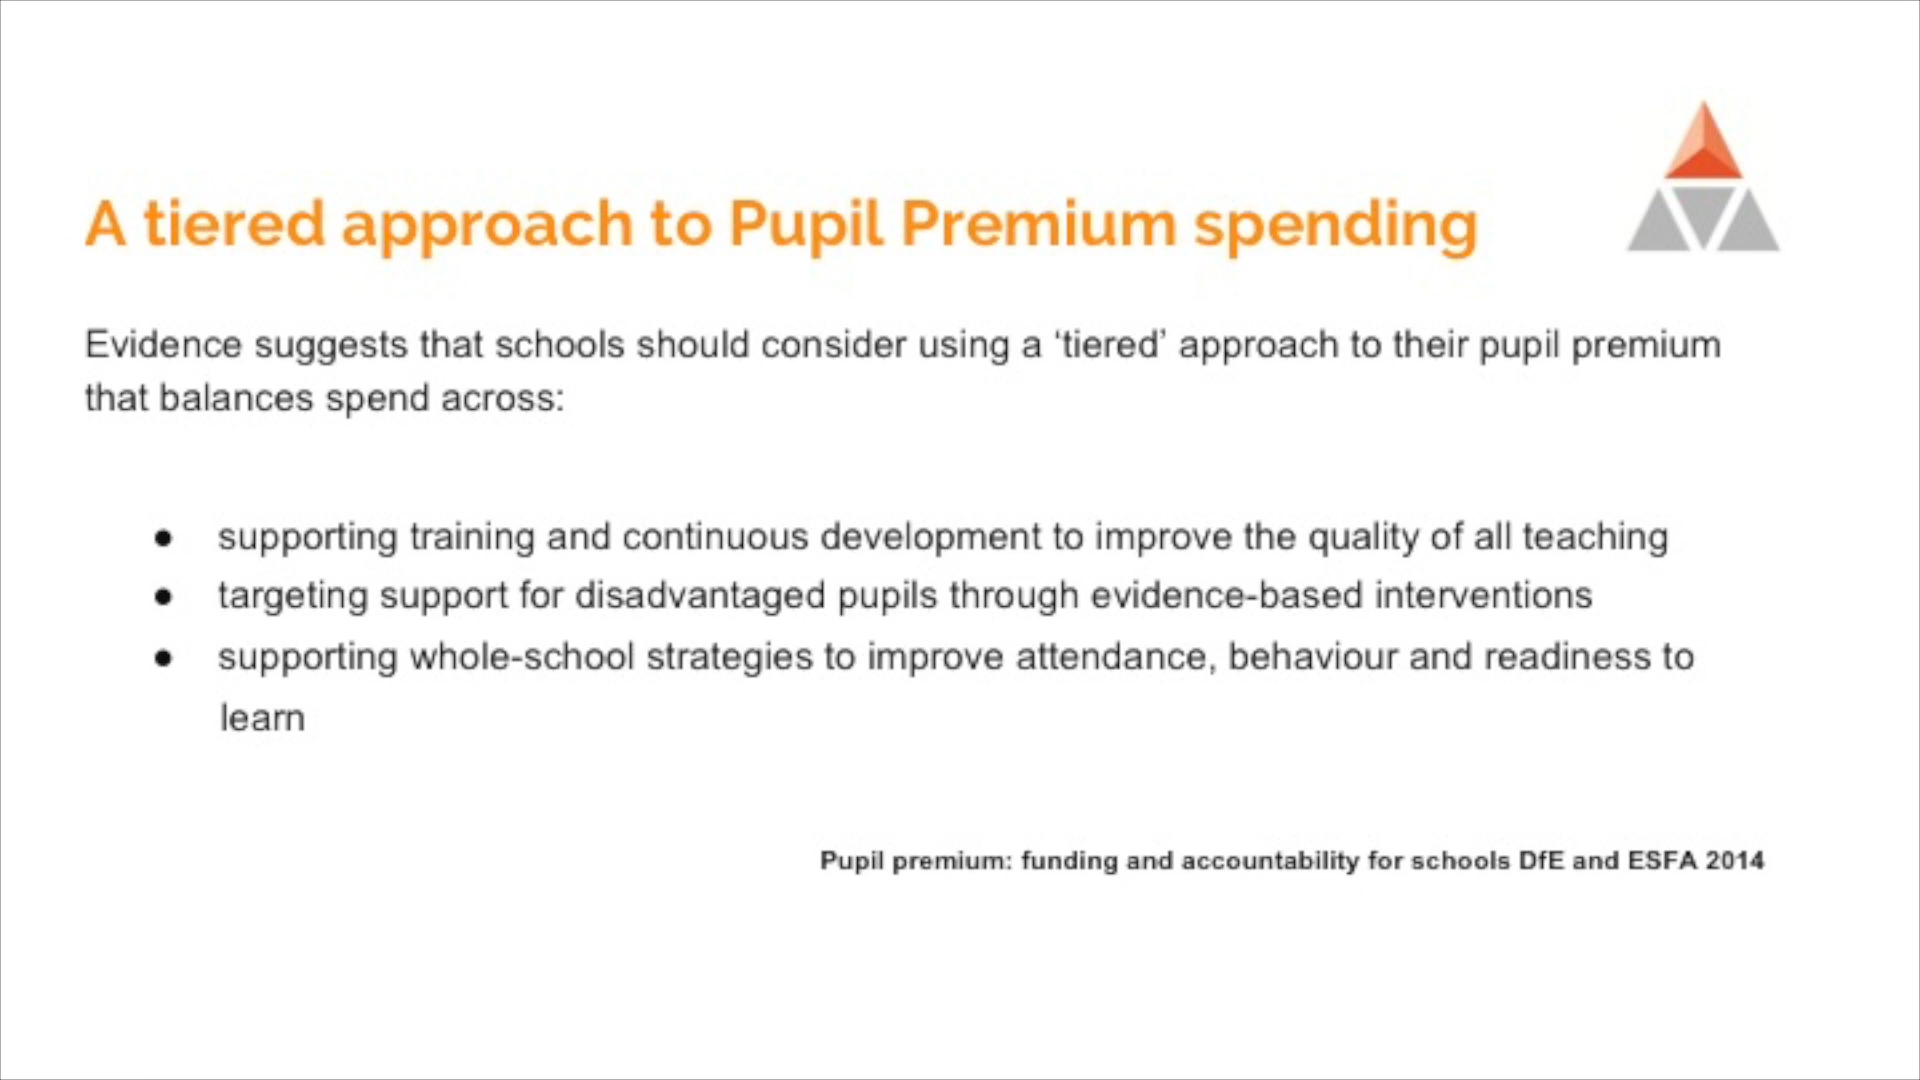 A tiered approach to Pupil Premium spending
Evidence suggests that schools should consider using a ‘tiered’ approach to their pupil premium
that balances spend across:
● supporting training and continuous development to improve the quality of all teaching
● targeting support for disadvantaged pupils through evidence-based interventions
● supporting whole-school strategies to improve attendance, behaviour and readiness to
learn
Pupil premium: funding and accountability for schools DfE and ESFA 2014